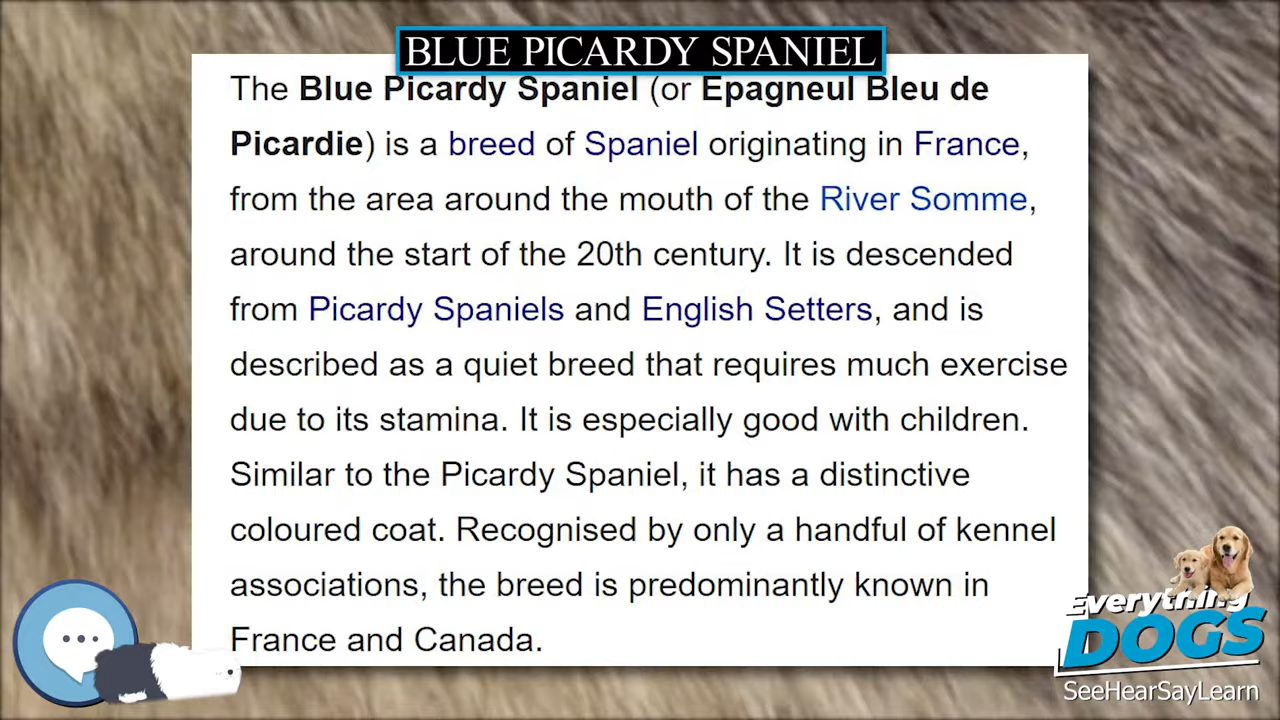 BLUE PICARDY SPANIEL
The Blue Picardy Spaniel (or Epagneul Bleu de
Picardie) is a breed of Spaniel originating in France,
from the area around the mouth of the River Somme,
around the start of the 20th century. It is descended
from Picardy Spaniels and English Setters, and is
described as a quiet breed that requires much exercise
due to its stamina. It is especially good with children.
Similar to the Picardy Spaniel, it has a distinctive
coloured coat. Recognised by only a handful of kennel
associations, the breed is predominantly known in
France and Canada.
Everything
DOGS
SeeHearSayLearn